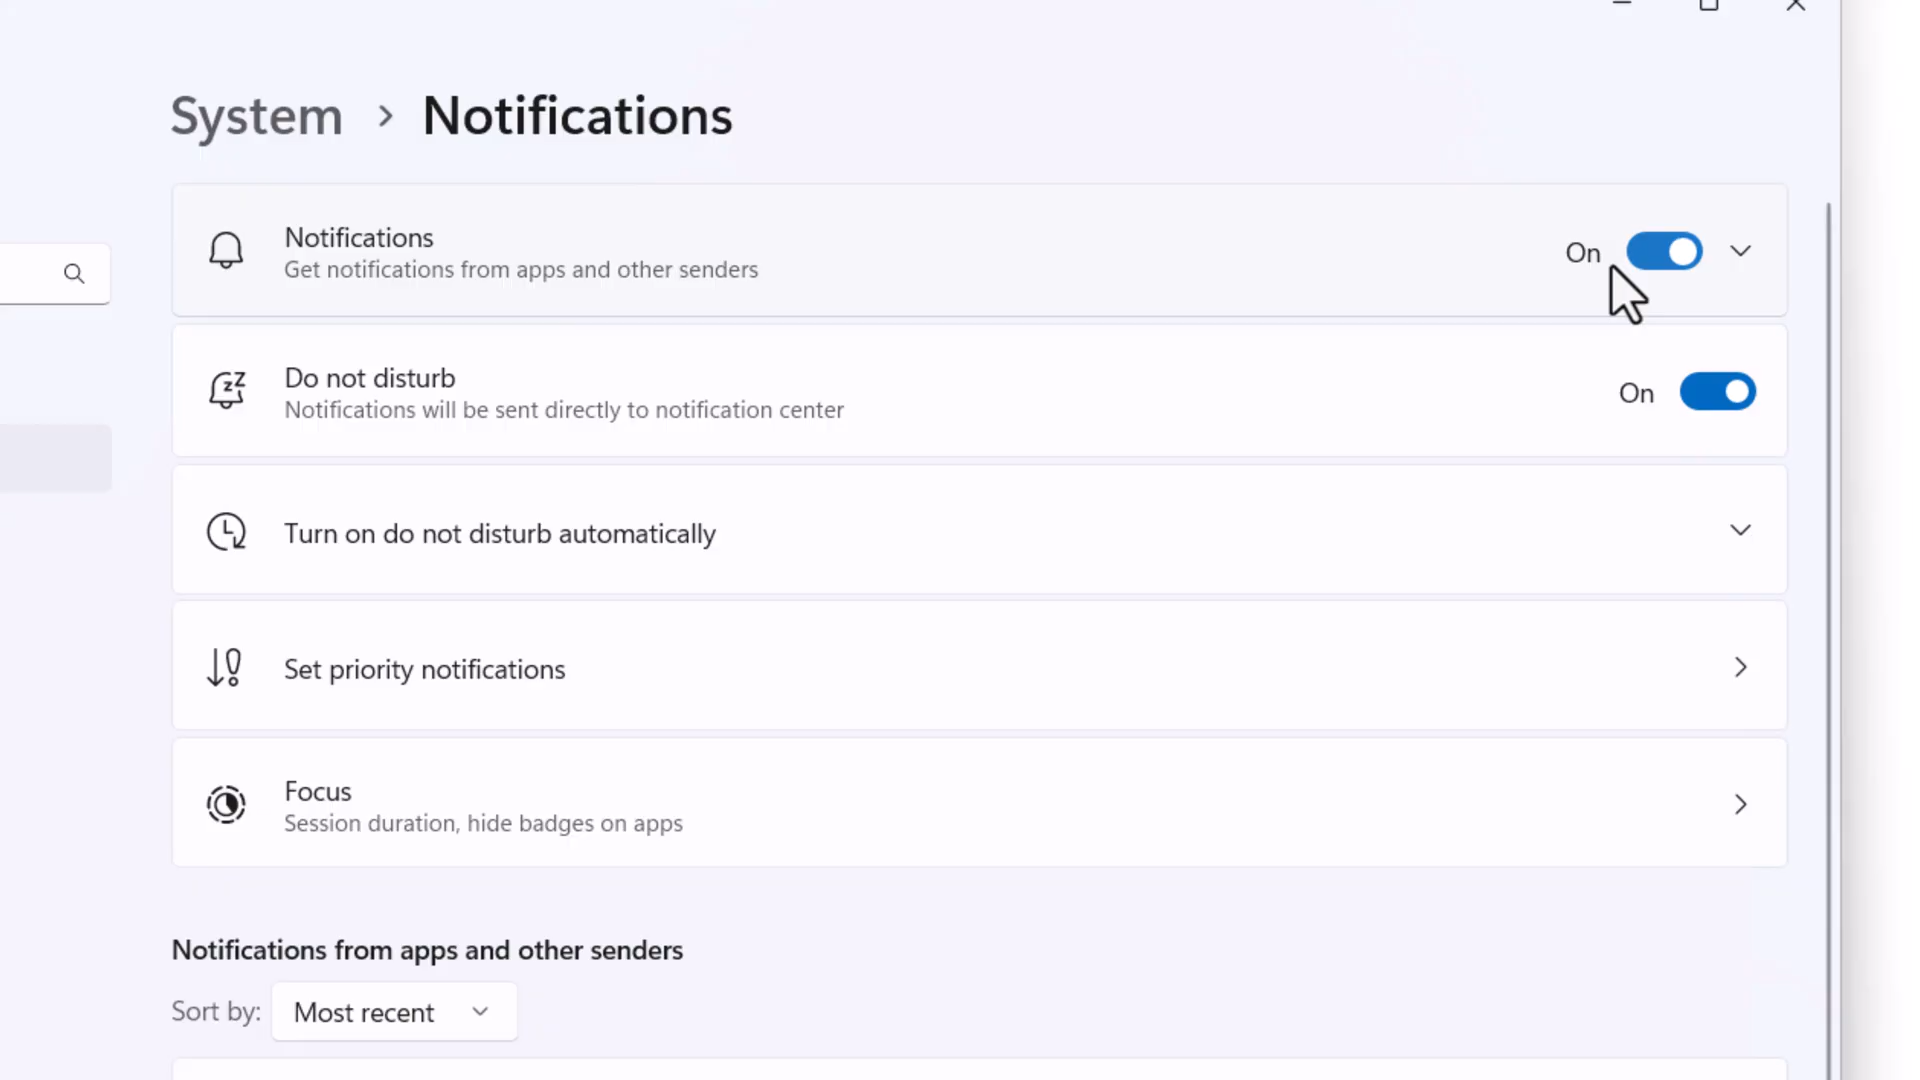 System > Notifications
Notifications
Get notifications from apps and other senders
On
Do not disturb
Notifications will be sent directly to notification center
On
Turn on do not disturb automatically
Set priority notifications
Focus
Session duration, hide badges on apps
Notifications from apps and other senders
Sort by: Most recent